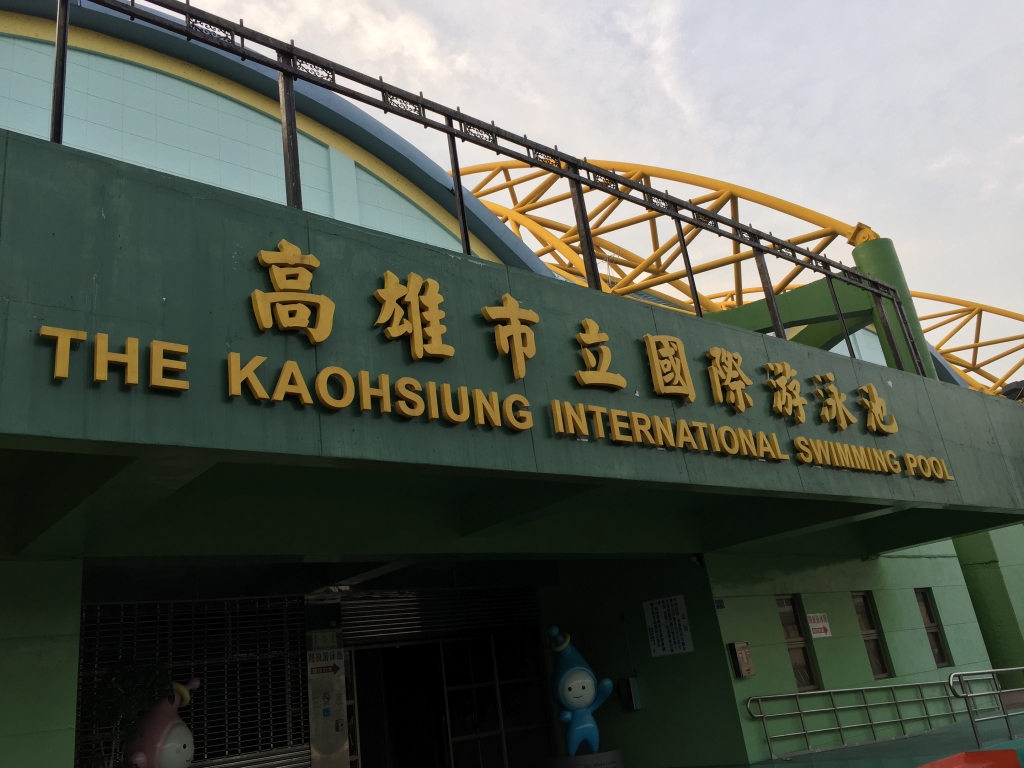 高雄市立國際游泳池
THE KAOHSIUNG INTERNATIONAL SWIMMING POOL